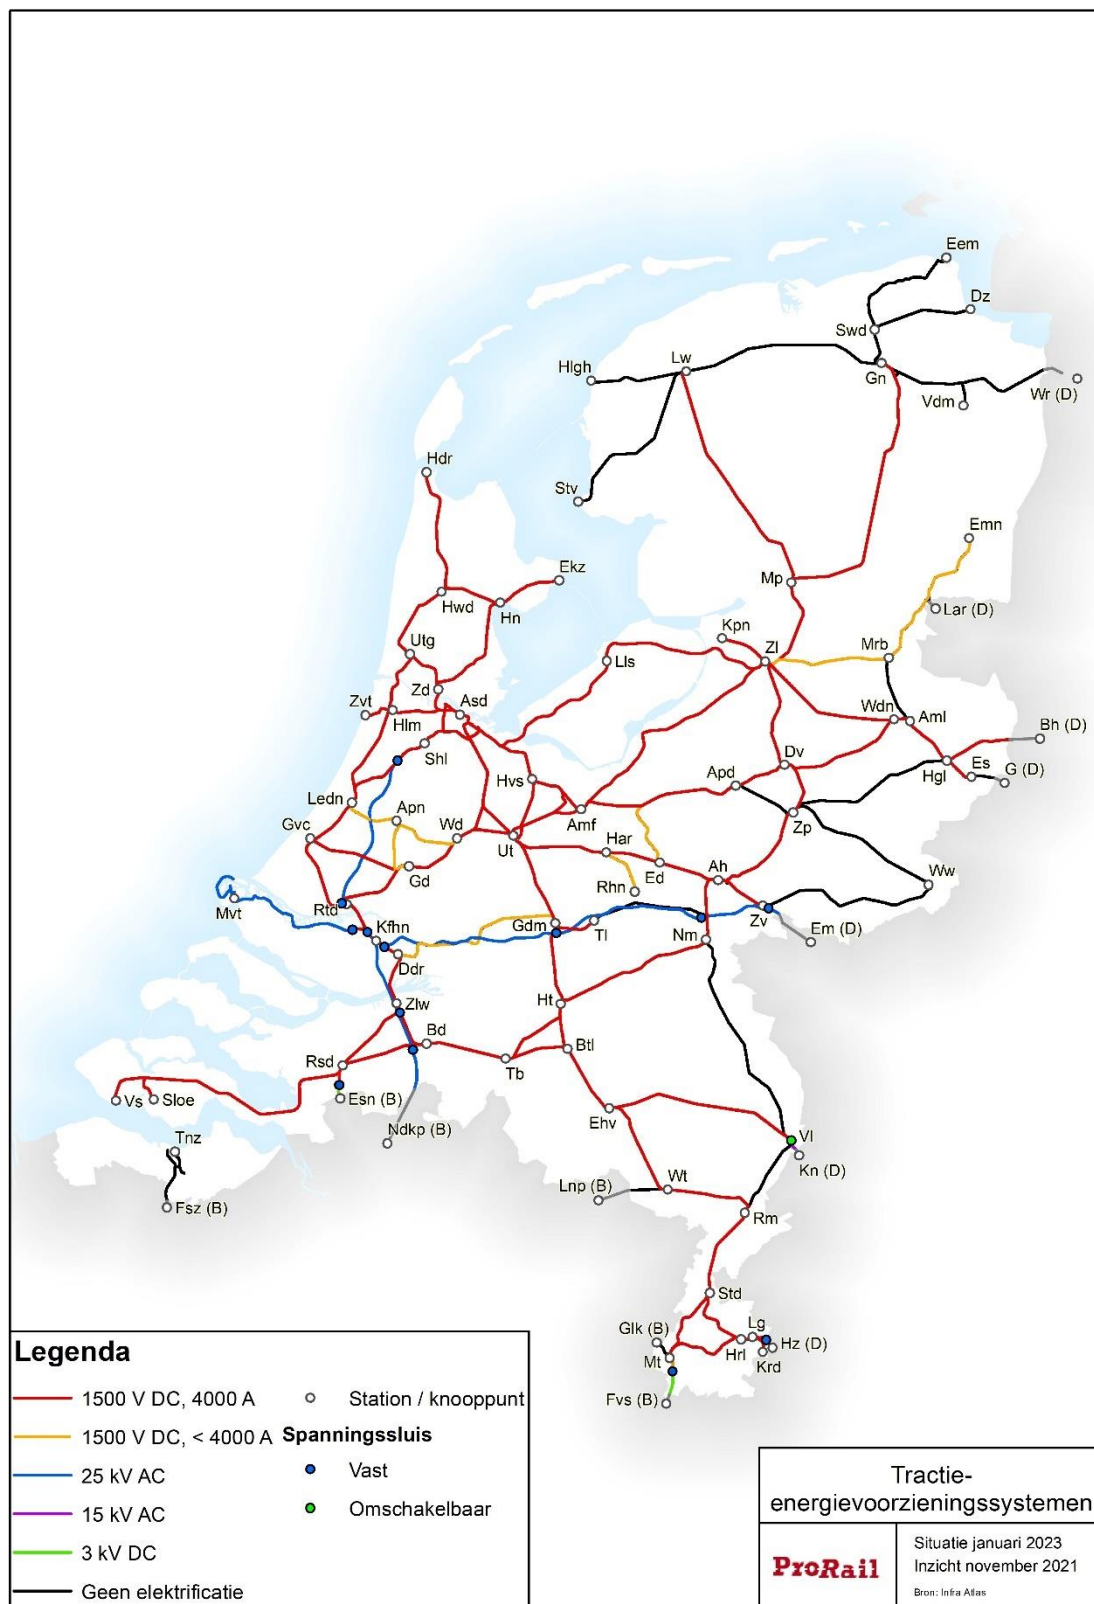 Eem
Dz
Swd
Lw
Hlgh
Gn
Vdm
Wr (D)
Hdr
Stv
Emn
Ekz
Mp
Hwd
Hn
Lar (D)
Kpn
Utg
Zl
Mrb
Lls
Zd
Zvt
Asd
Wdn
Hlm
Aml
Bh (D)
Shl
Dv
Es
Hvs
Apd
Hgl
G (D)
Ledn
Apn
Gvc
Wd
Amf
Zp
Ut
Har
Gd
Ah
Ed
Ww
Rhn
Mvt
Rtd
Kfhn
Gdm
Tl
Zv
Em (D)
Nm
Ddr
Zlw
Ht
Bd
Btl
Rsd
Tb
Vs
Sloe
Esn (B)
Ehv
Ndkp (B)
Tnz
Vl
Kn (D)
Fsz (B)
Lnp (B)
Wt
Rm
Std
Glk (B)
Lg
Hz (D)
Hrl
Mt
Krd
Fvs (B)
Legenda
1500 V DC, 4000 A
Station / knooppunt
1500 V DC, < 4000 A
Spanningssluis
25 kV AC
Vast
15 kV AC
Omschakelbaar
3 kV DC
Geen elektrificatie
Tractie-
energievoorzieningssystemen
ProRail
Situatie januari 2023
Inzicht november 2021
Bron: Infra Atlas